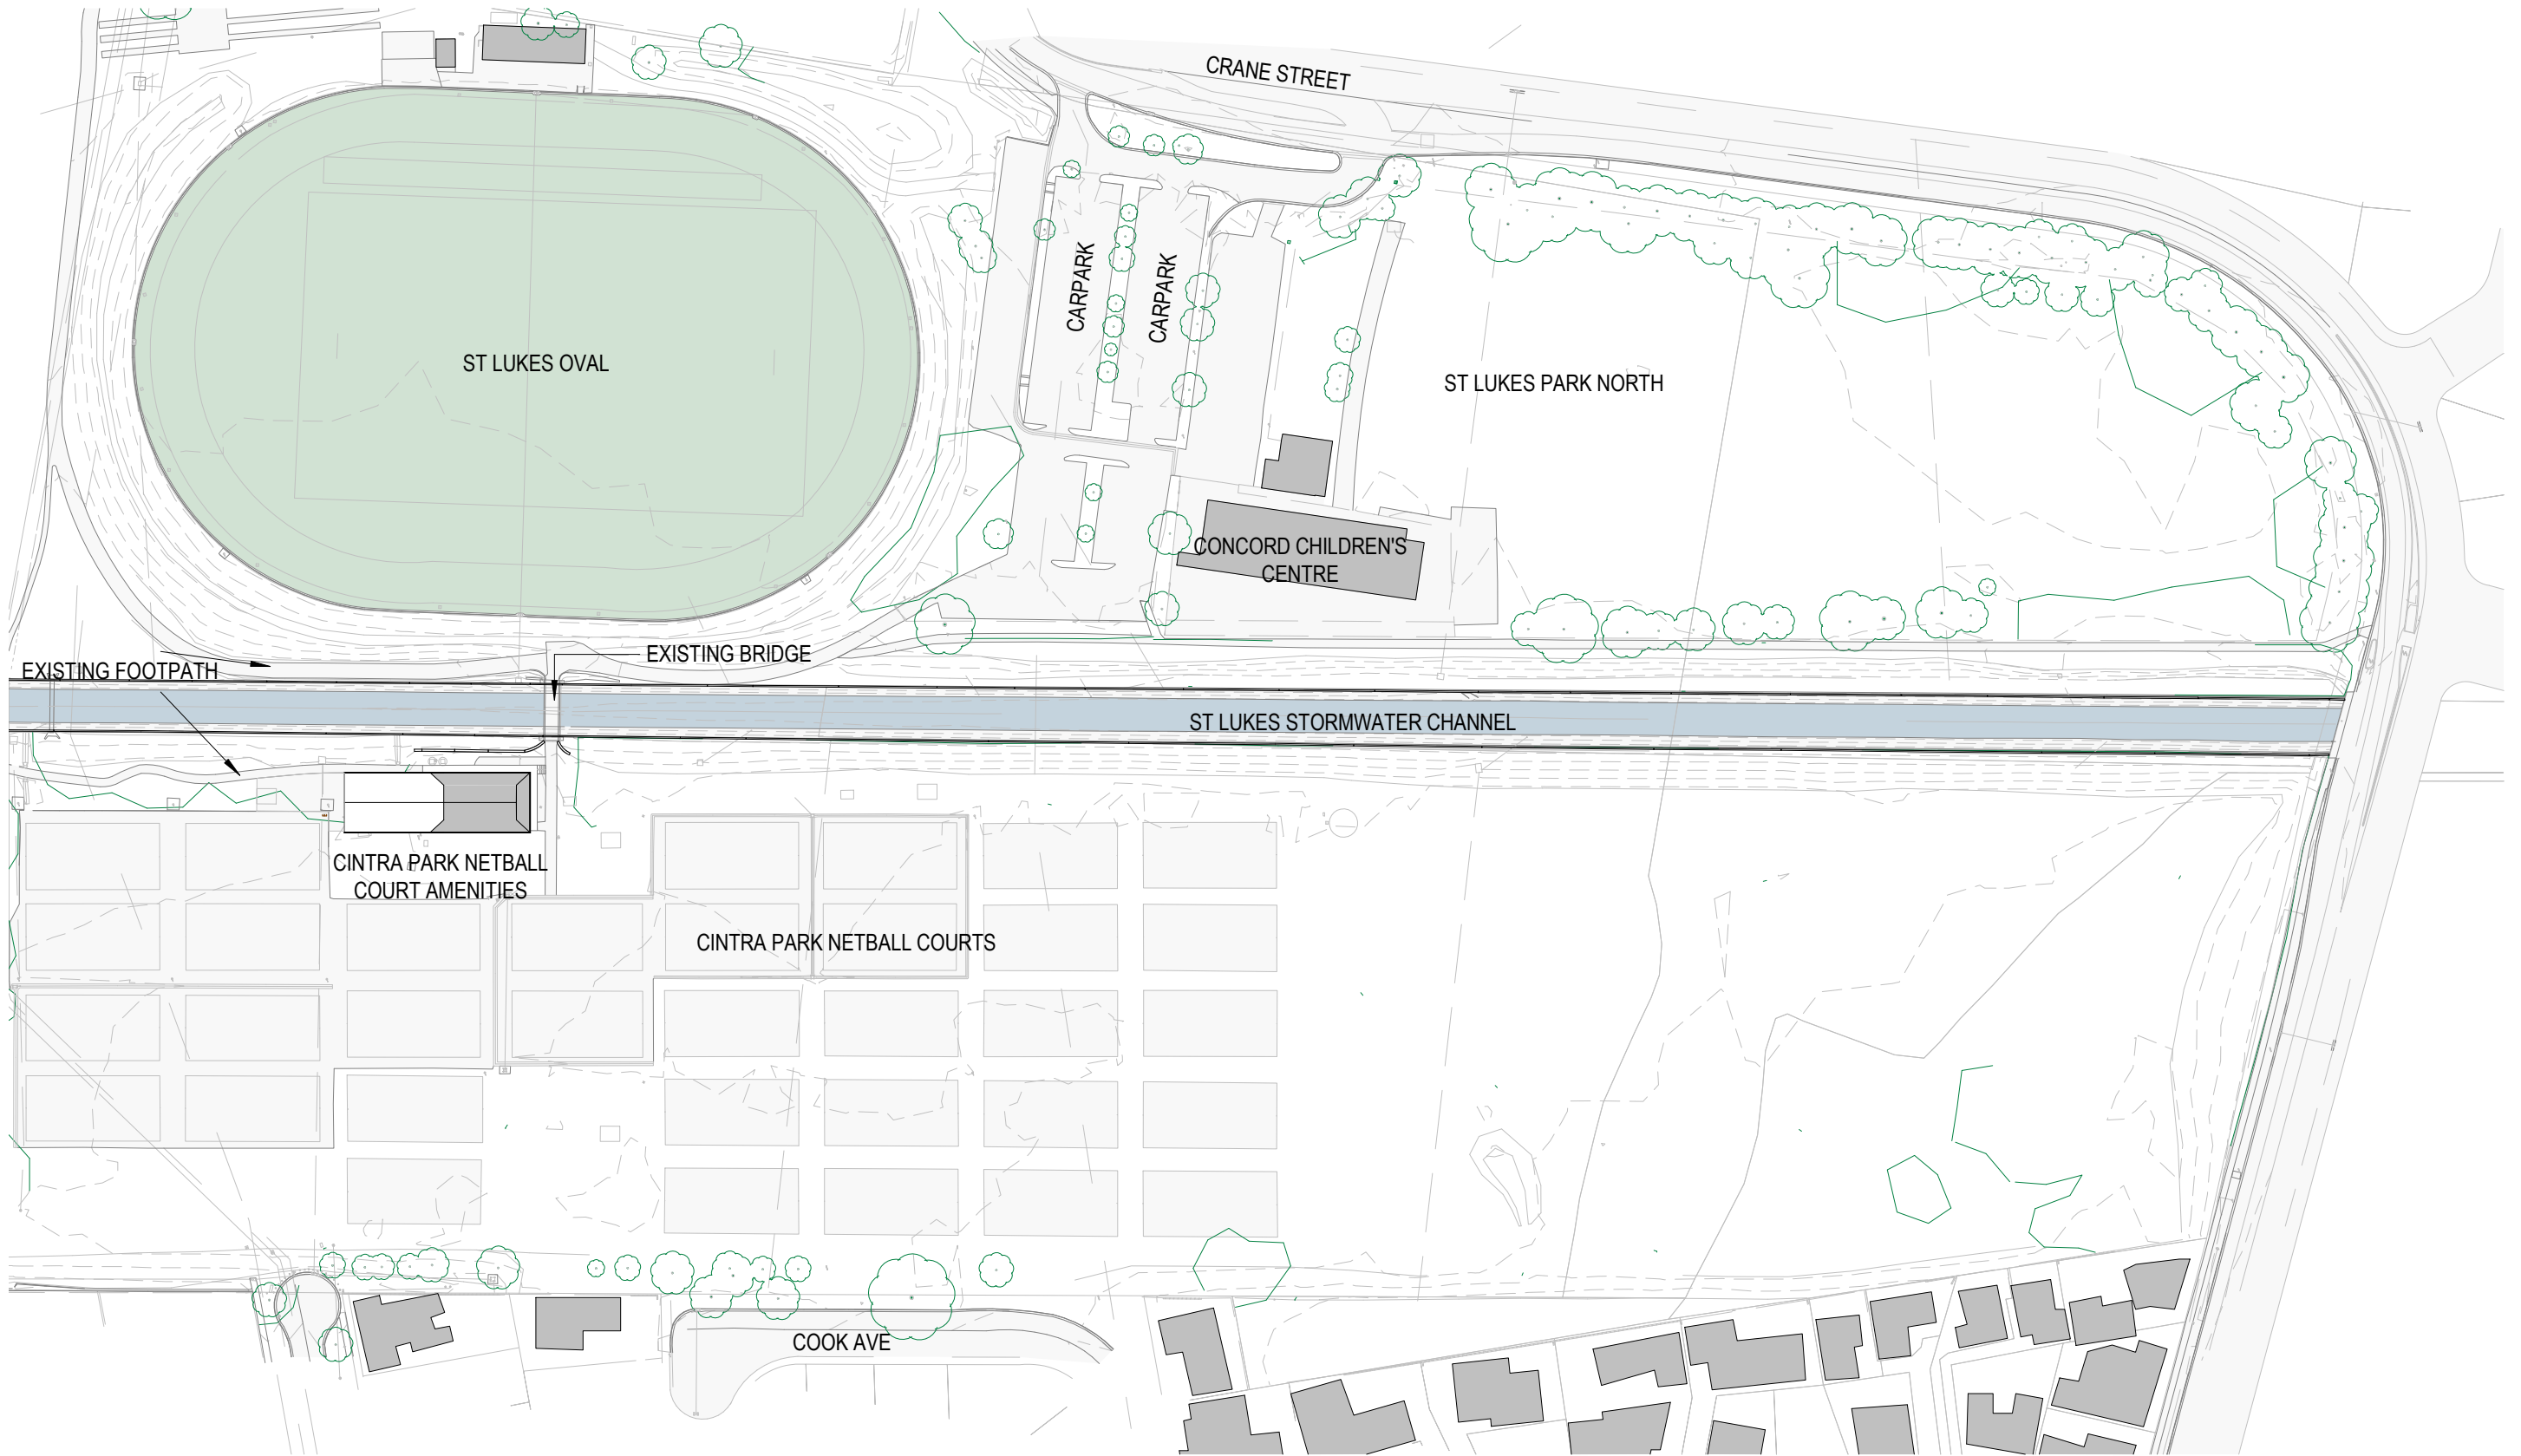 CRANE STREET
CARPARK
CARPARK
ST LUKES OVAL
ST LUKES PARK NORTH
CONCORD CHILDREN'S
CENTRE
EXISTING BRIDGE
EXISTING FOOTPATH
ST LUKES STORMWATER CHANNEL
CINTRA PARK NETBALL
COURT AMENITIES
CINTRA PARK NETBALL COURTS
COOK AVE